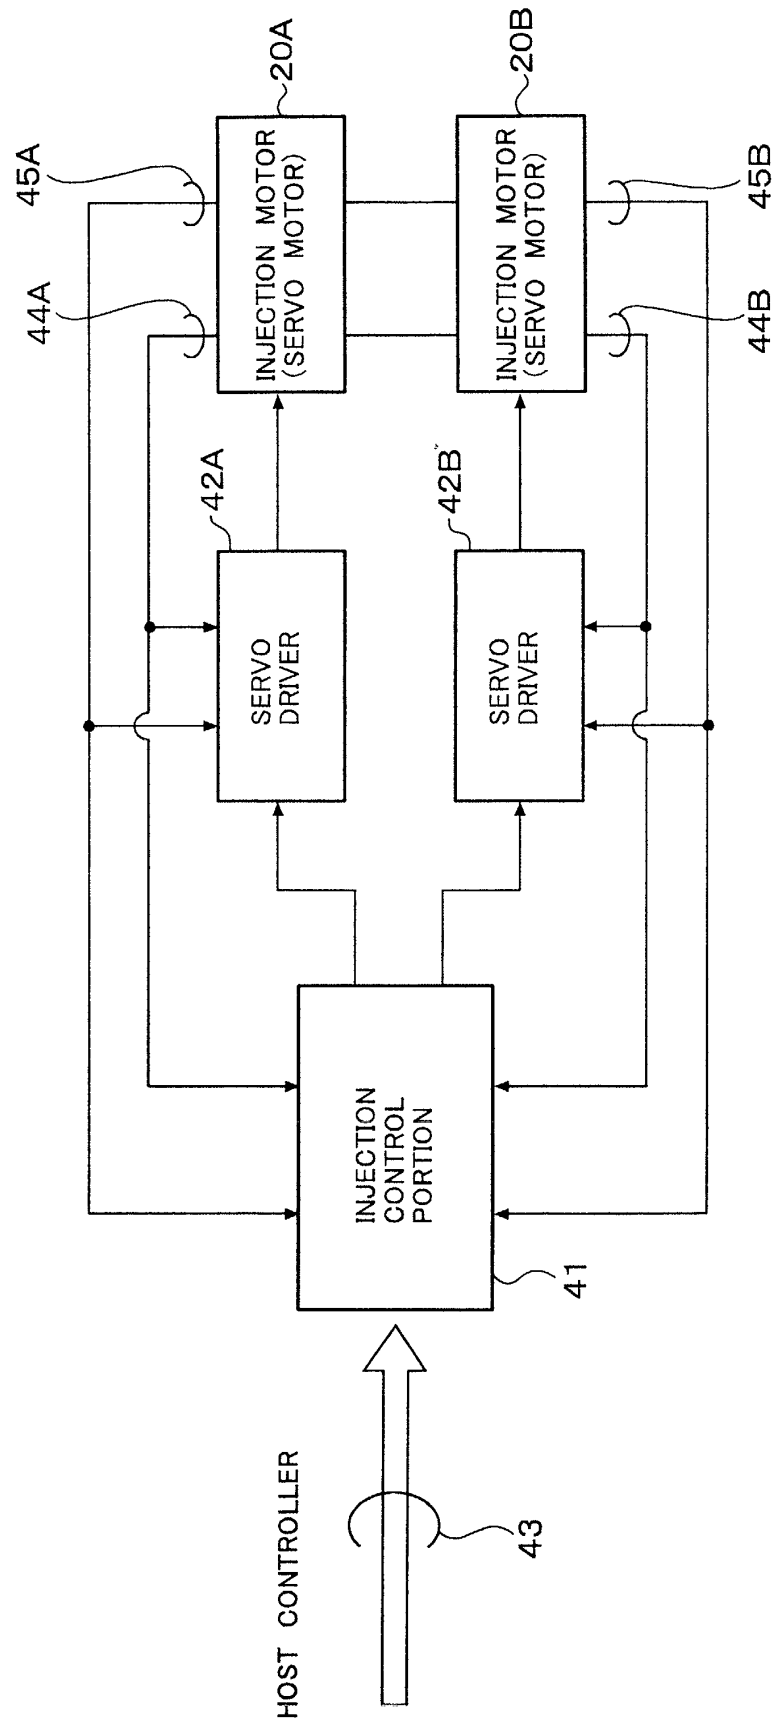 HOST CONTROLLER
43
INJECTION
CONTROL
PORTION
41
SERVO
DRIVER
42A
SERVO
DRIVER
42B
44A
45A
INJECTION MOTOR
(SERVO MOTOR)
20A
INJECTION MOTOR
(SERVO MOTOR)
20B
44B
45B